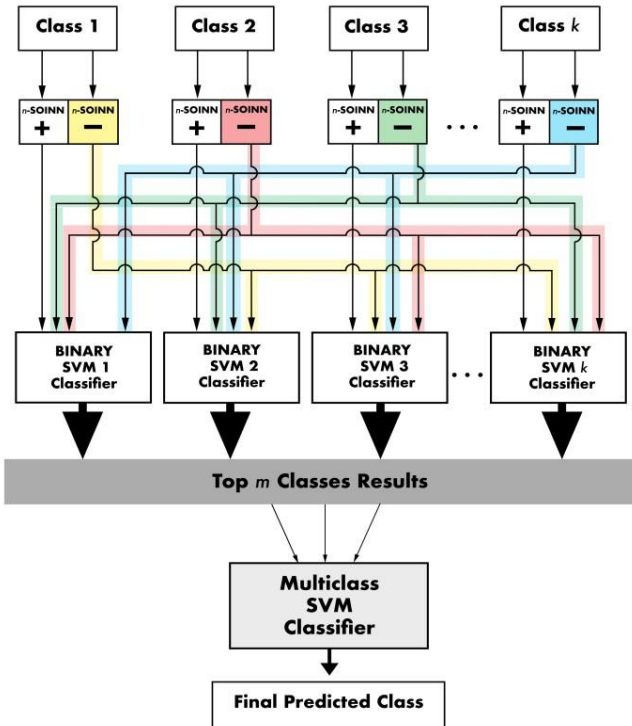 Class 1 Class 2 Class 3 Class k
n-SOINN n-SOINN n-SOINN n-SOINN n-SOINN n-SOINN n-SOINN n-SOINN
+ − + − + − • • • + −
BINARY BINARY BINARY BINARY
SVM 1 SVM 2 SVM 3 • • • SVM k
Classifier Classifier Classifier Classifier
Top m Classes Results
Multiclass
SVM
Classifier
Final Predicted Class